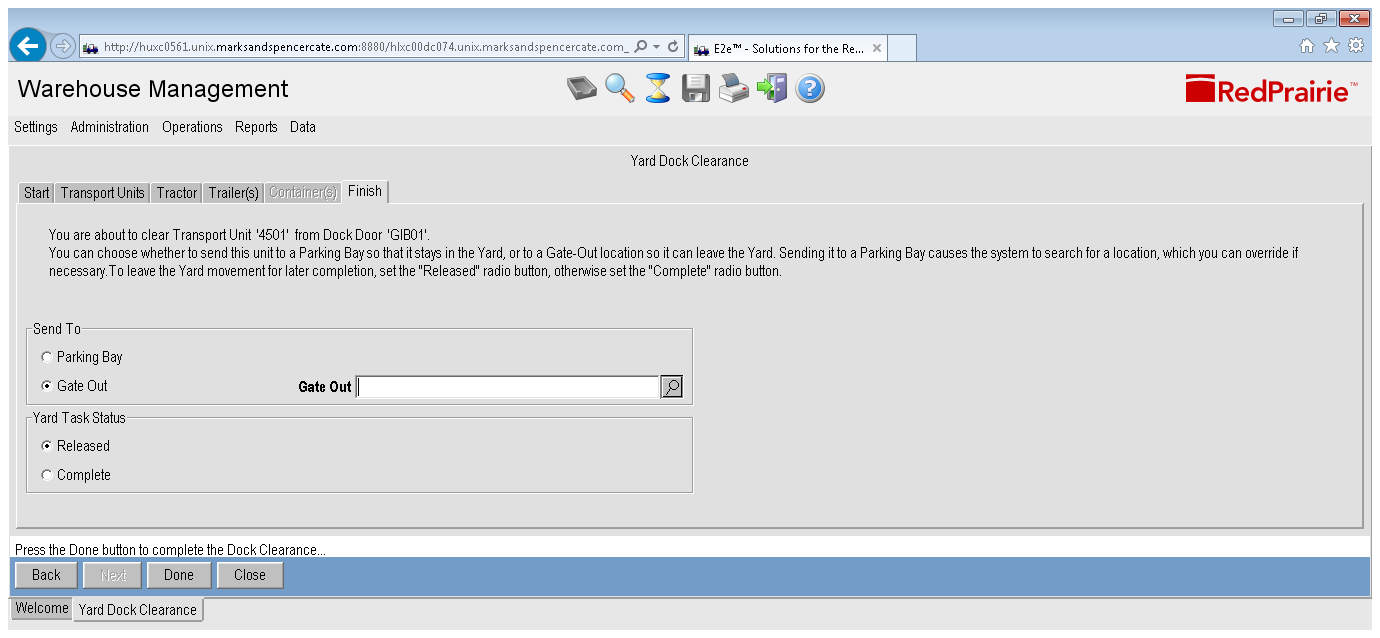 http://huxc0561.unix.marksandspencercate.com:8880/hlxc00dc074.unix.marksandspencercate.com_
E2e™ - Solutions for the Re...
Warehouse Management
RedPrairie™
Settings Administration Operations Reports Data
Yard Dock Clearance
Start Transport Units Tractor Trailer(s) Container(s) Finish
You are about to clear Transport Unit '4501' from Dock Door 'GIB01'.
You can choose whether to send this unit to a Parking Bay so that it stays in the Yard, or to a Gate-Out location so it can leave the Yard. Sending it to a Parking Bay causes the system to search for a location, which you can override if
necessary.To leave the Yard movement for later completion, set the "Released" radio button, otherwise set the "Complete" radio button.
Send To
Parking Bay
Gate Out Gate Out
Yard Task Status
Released
Complete
Press the Done button to complete the Dock Clearance...
Back Next Done Close
Welcome Yard Dock Clearance